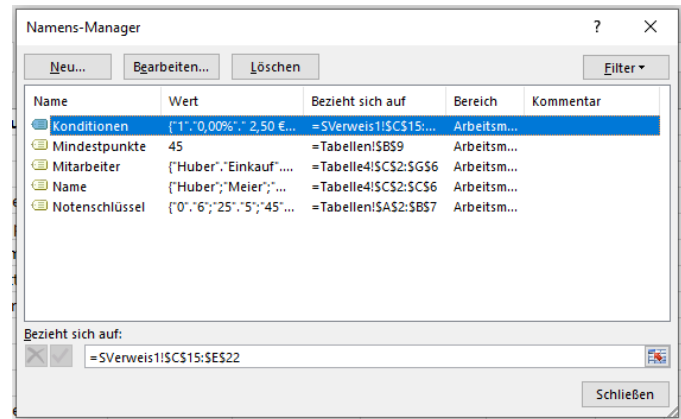 Namens-Manager ? ×
Neu... Bearbeiten... Löschen Filter
Name Wert Bezieht sich auf Bereich Kommentar
Konditionen {"1"."0,00%"." 2,50 €... =SVerweis1!$C$15:... Arbeitsm...
Mindestpunkte 45 =Tabellen!$B$9 Arbeitsm...
Mitarbeiter {"Huber"."Einkauf".... =Tabelle4!$C$2:$G$6 Arbeitsm...
Name {"Huber";"Meier";"... =Tabelle4!$C$2:$C$6 Arbeitsm...
Notenschlüssel {"0"."6";"25"."5";"45"... =Tabellen!$A$2:$B$7 Arbeitsm...
Bezieht sich auf:
=SVerweis1!$C$15:$E$22
Schließen